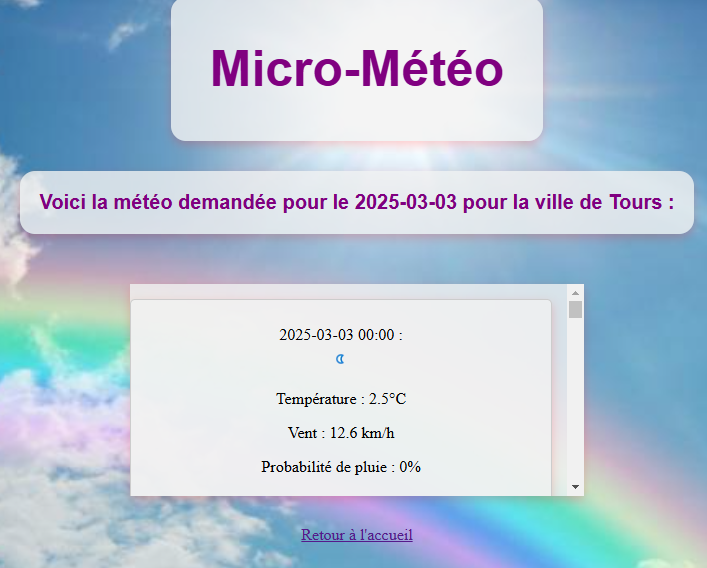 Micro-Météo
Voici la météo demandée pour le 2025-03-03 pour la ville de Tours :
2025-03-03 00:00 :
Température : 2.5°C
Vent : 12.6 km/h
Probabilité de pluie : 0%
Retour à l'accueil